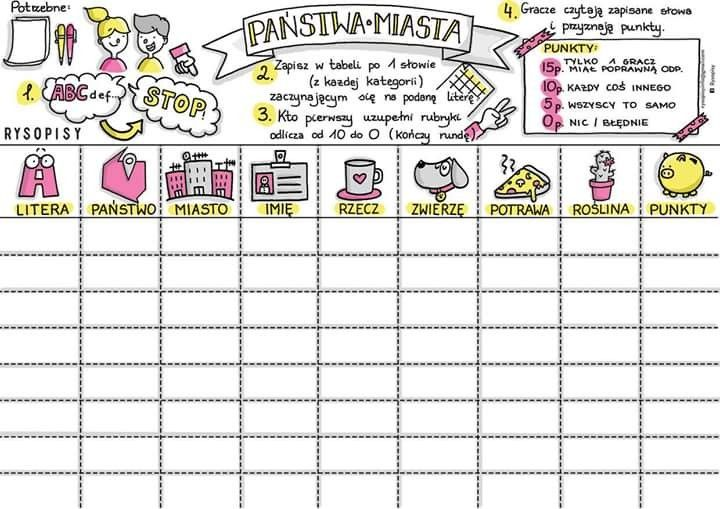 Potrzebne:
1.
ABC def...
STOP!
RYSOPISY
PAŃSTWA•MIASTA
2. Zapisz w tabeli po 1 słowie
(z każdej kategorii)
zaczynającym się na podaną literę
3. Kto pierwszy uzupełni rubryki
odlicza od 10 do 0 (kończy rundę)
4. Gracze czytają zapisane słowa
i przyznają punkty.
PUNKTY:
15p. TYLKO 1 GRACZ
MIAŁ POPRAWNĄ ODP.
10p. KAŻDY COŚ INNEGO
5p. WSZYSCY TO SAMO
0p. NIC / BŁĘDNIE
Rysopisy
LITERA PAŃSTWO MIASTO IMIĘ RZECZ ZWIERZĘ POTRAWA ROŚLINA PUNKTY